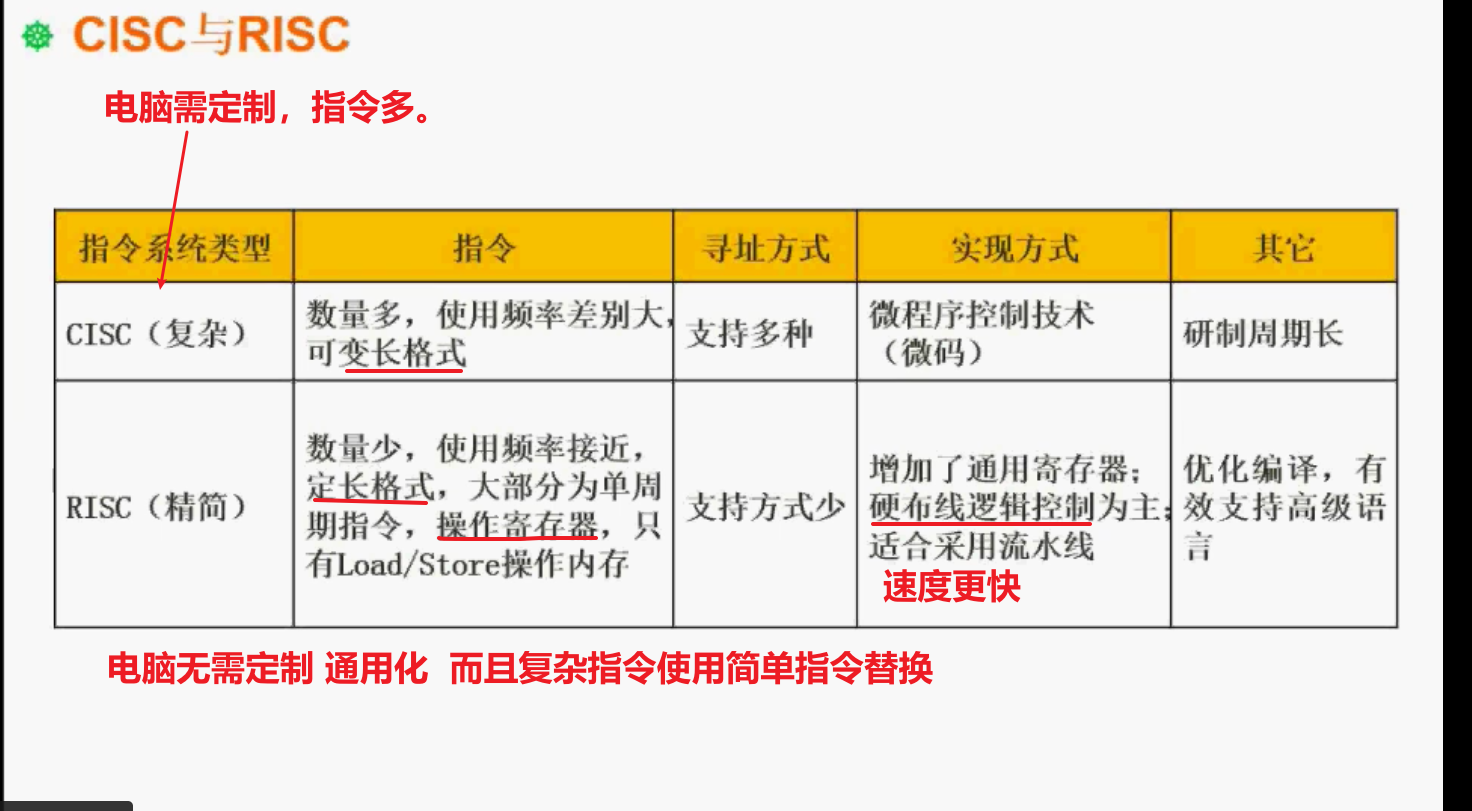 CISC与RISC
电脑需定制，指令多。
指令系统类型
指令
寻址方式
实现方式
其它
CISC（复杂）
数量多，使用频率差别大，
可变长格式
支持多种
微程序控制技术
（微码）
研制周期长
RISC（精简）
数量少，使用频率接近，
定长格式，大部分为单周
期指令，操作寄存器，只
有Load/Store操作内存
支持方式少
增加了通用寄存器；
硬布线逻辑控制为主；
适合采用流水线
速度更快
优化编译，有
效支持高级语
言
电脑无需定制 通用化 而且复杂指令使用简单指令替换